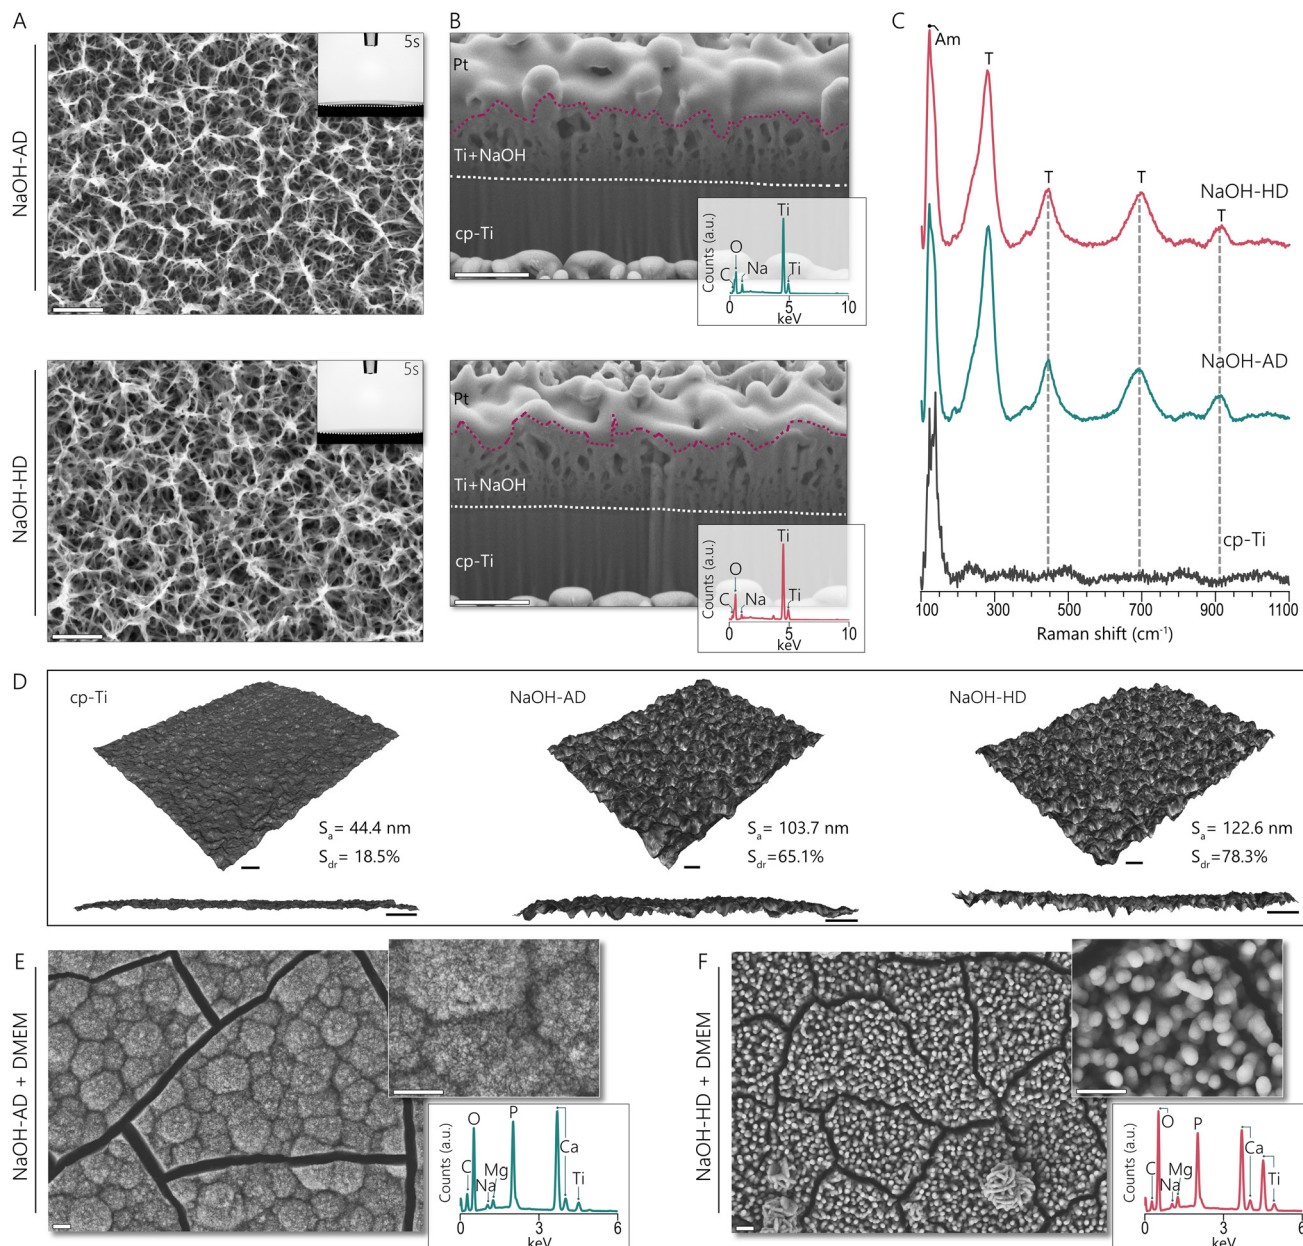 A
B
C
NaOH-AD
5s
Pt
Ti+NaOH
cp-Ti
Counts (a.u.)
Ti
O
C
Na
Ti
0
5
10
keV
NaOH-HD
5s
Pt
Ti+NaOH
cp-Ti
Counts (a.u.)
Ti
O
C
Na
Ti
0
5
10
keV
Am
T
T
T
T
NaOH-HD
NaOH-AD
cp-Ti
100
300
500
700
900
1100
Raman shift (cm⁻¹)
D
cp-Ti
Sa= 44.4 nm
Sdr= 18.5%
NaOH-AD
Sa= 103.7 nm
Sdr=65.1%
NaOH-HD
Sa= 122.6 nm
Sdr=78.3%
E
NaOH-AD + DMEM
Counts (a.u.)
C
O
Na
Mg
P
Ca
Ti
0
3
6
keV
F
NaOH-HD + DMEM
Counts (a.u.)
C
O
Na
Mg
P
Ca
Ti
0
3
6
keV